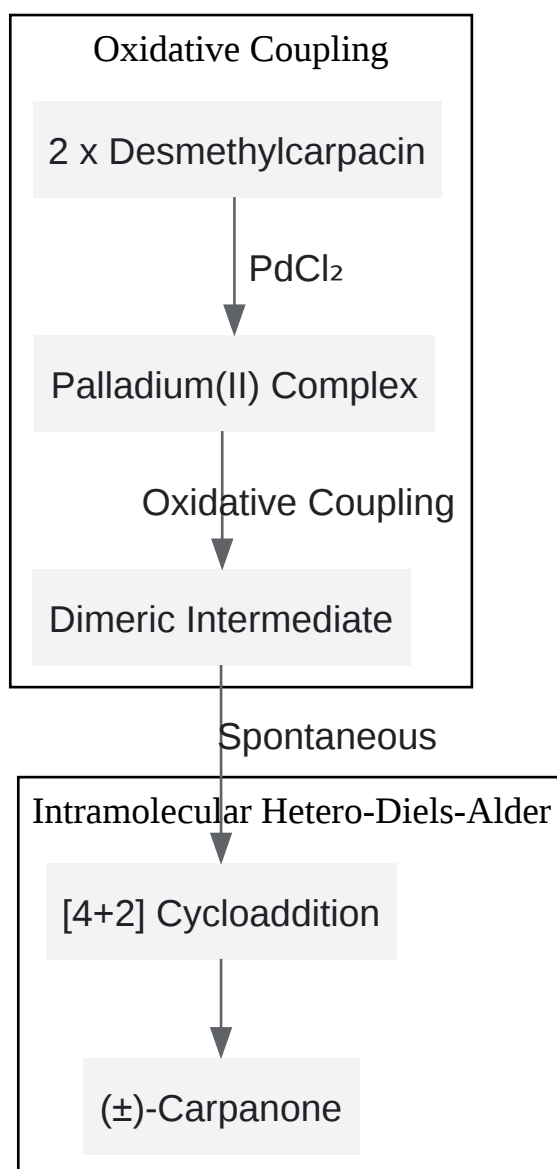 Oxidative Coupling
2 x Desmethylcarpacin
PdCl₂
Palladium(II) Complex
Oxidative Coupling
Dimeric Intermediate
Spontaneous
Intramolecular Hetero-Diels-Alder
[4+2] Cycloaddition
(±)-Carpanone